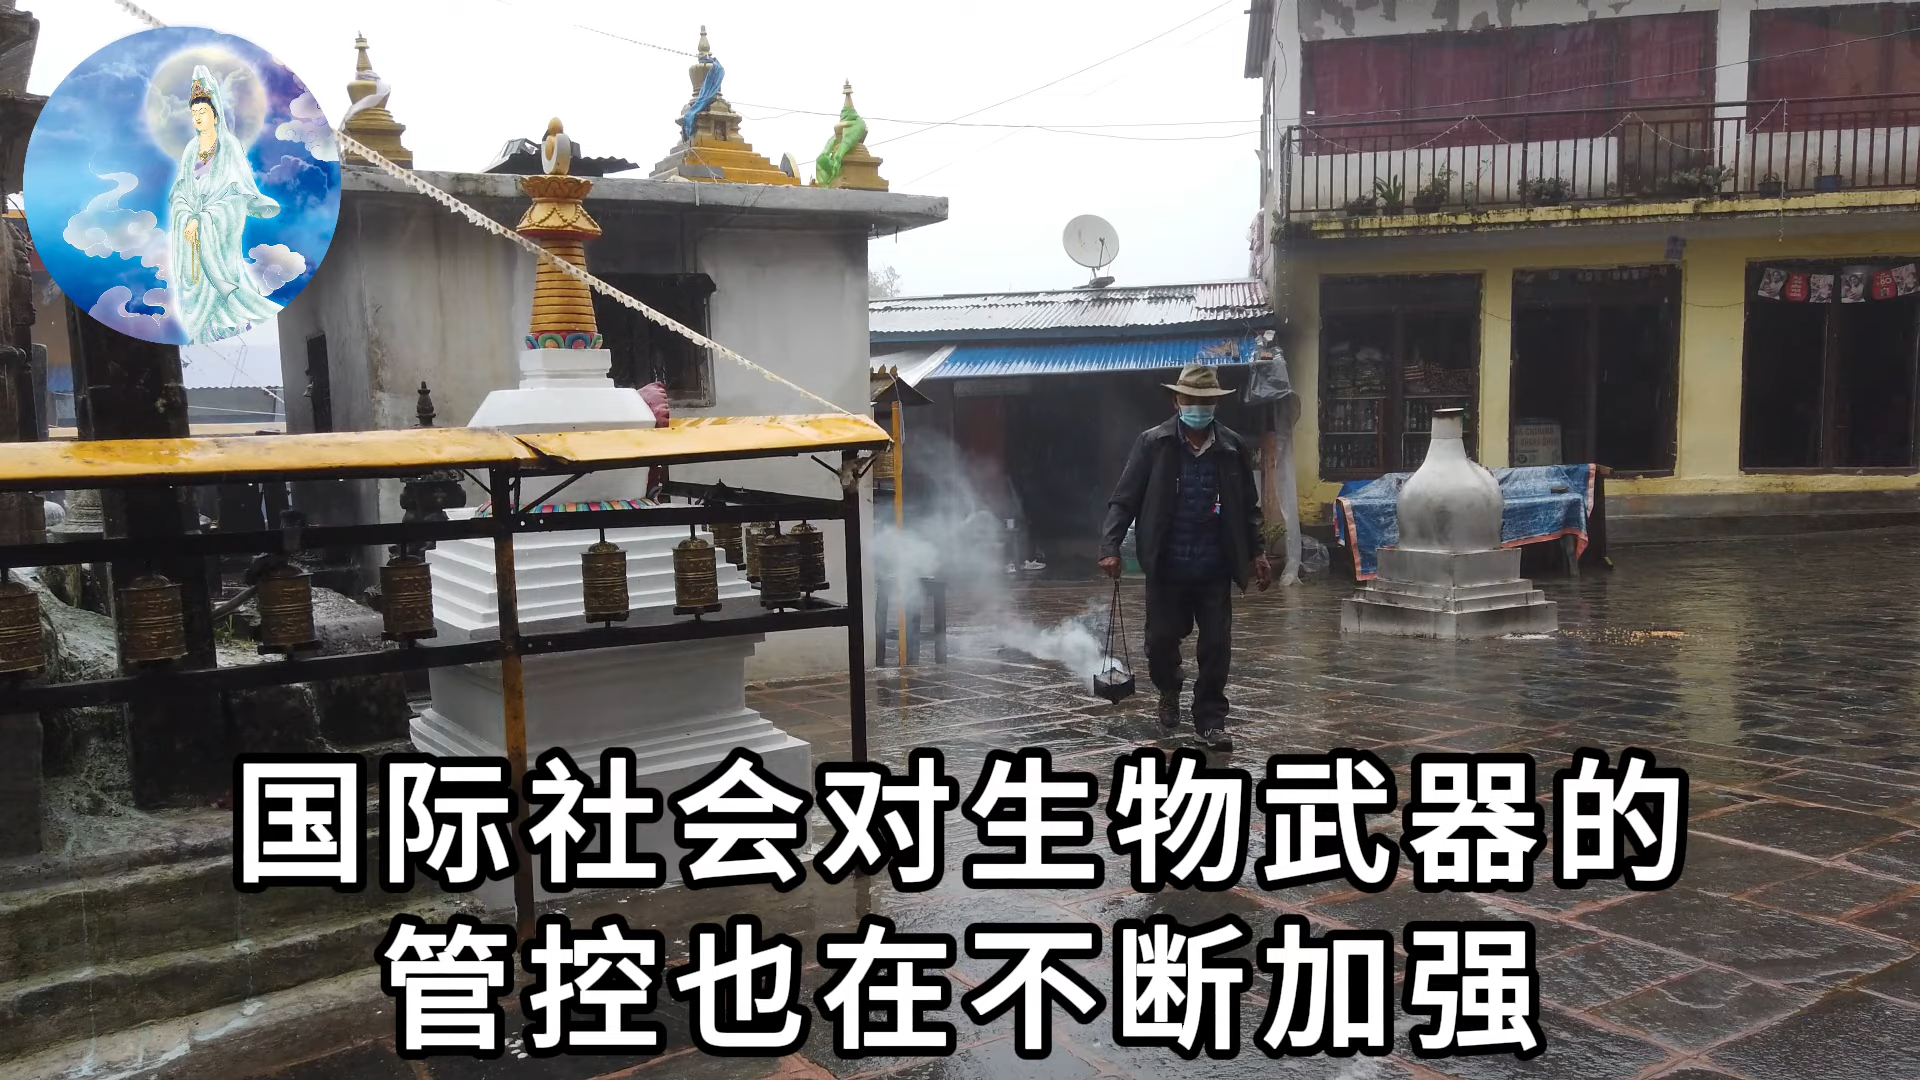 国际社会对生物武器的
管控也在不断加强